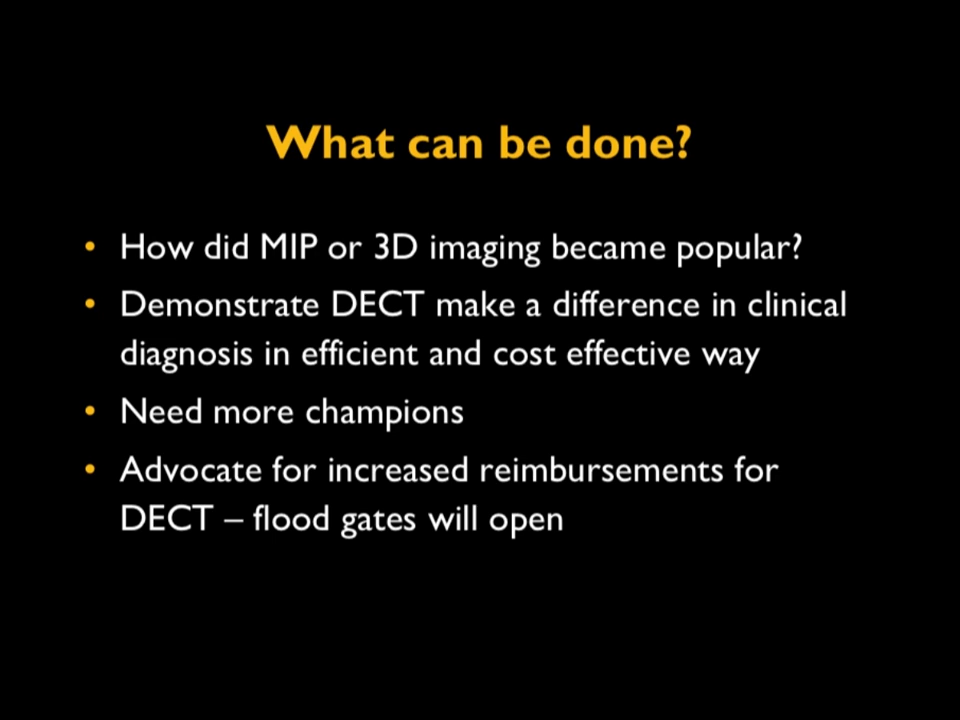 What can be done?
• How did MIP or 3D imaging became popular?
• Demonstrate DECT make a difference in clinical
diagnosis in efficient and cost effective way
• Need more champions
• Advocate for increased reimbursements for
DECT – flood gates will open